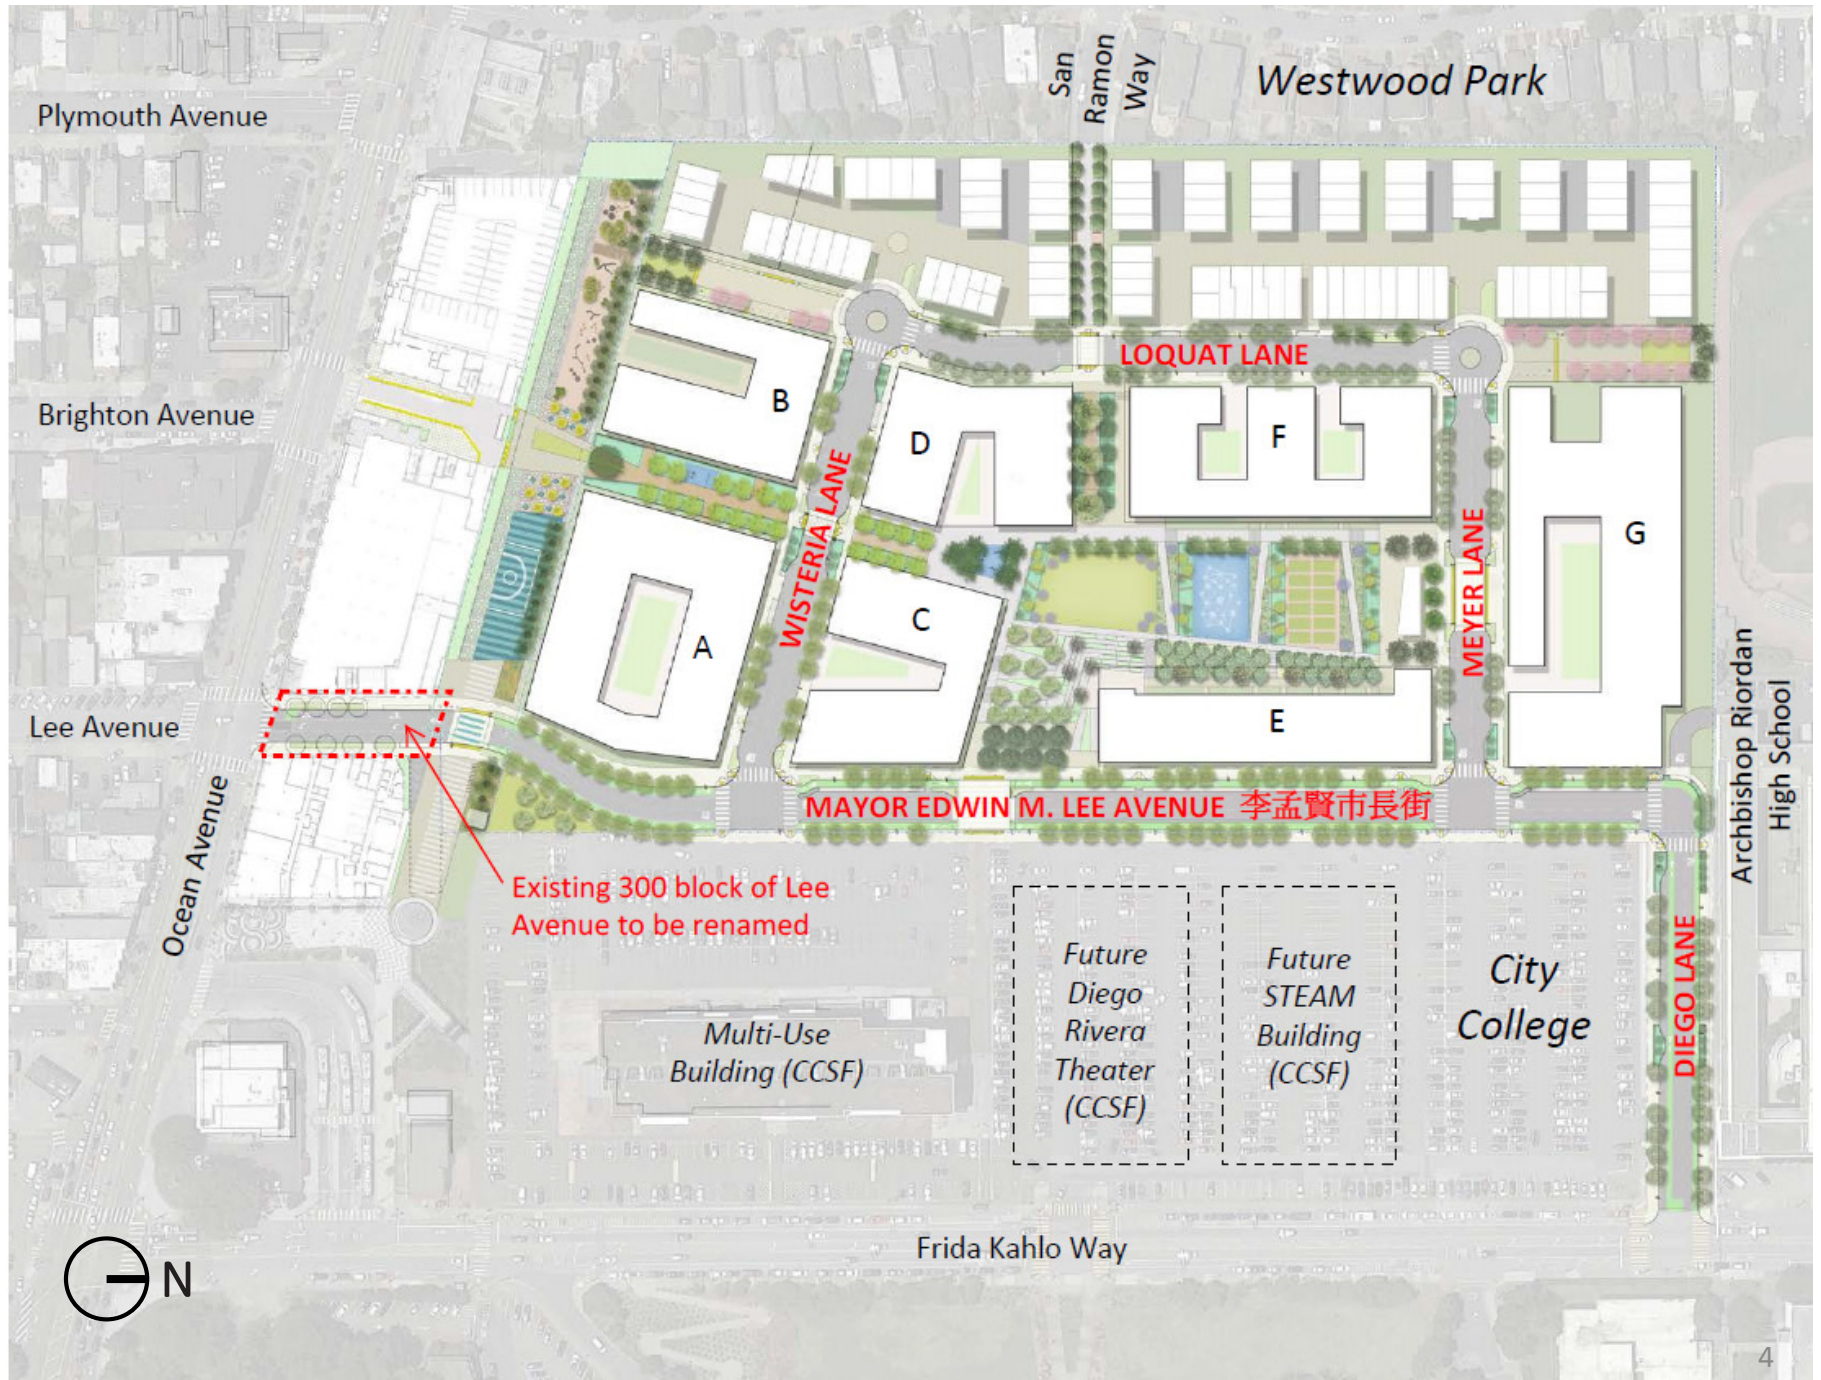 San
Ramon
Way
Westwood Park
Plymouth Avenue
LOQUAT LANE
B
Brighton Avenue
D
F
G
WISTERIA LANE
MEYER LANE
A
C
E
Lee Avenue
Archbishop Riordan
High School
MAYOR EDWIN M. LEE AVENUE 李孟賢市長街
Ocean Avenue
Existing 300 block of Lee
Avenue to be renamed
Future
Diego
Rivera
Theater
(CCSF)
Future
STEAM
Building
(CCSF)
City
College
DIEGO LANE
Multi-Use
Building (CCSF)
Frida Kahlo Way
N
4